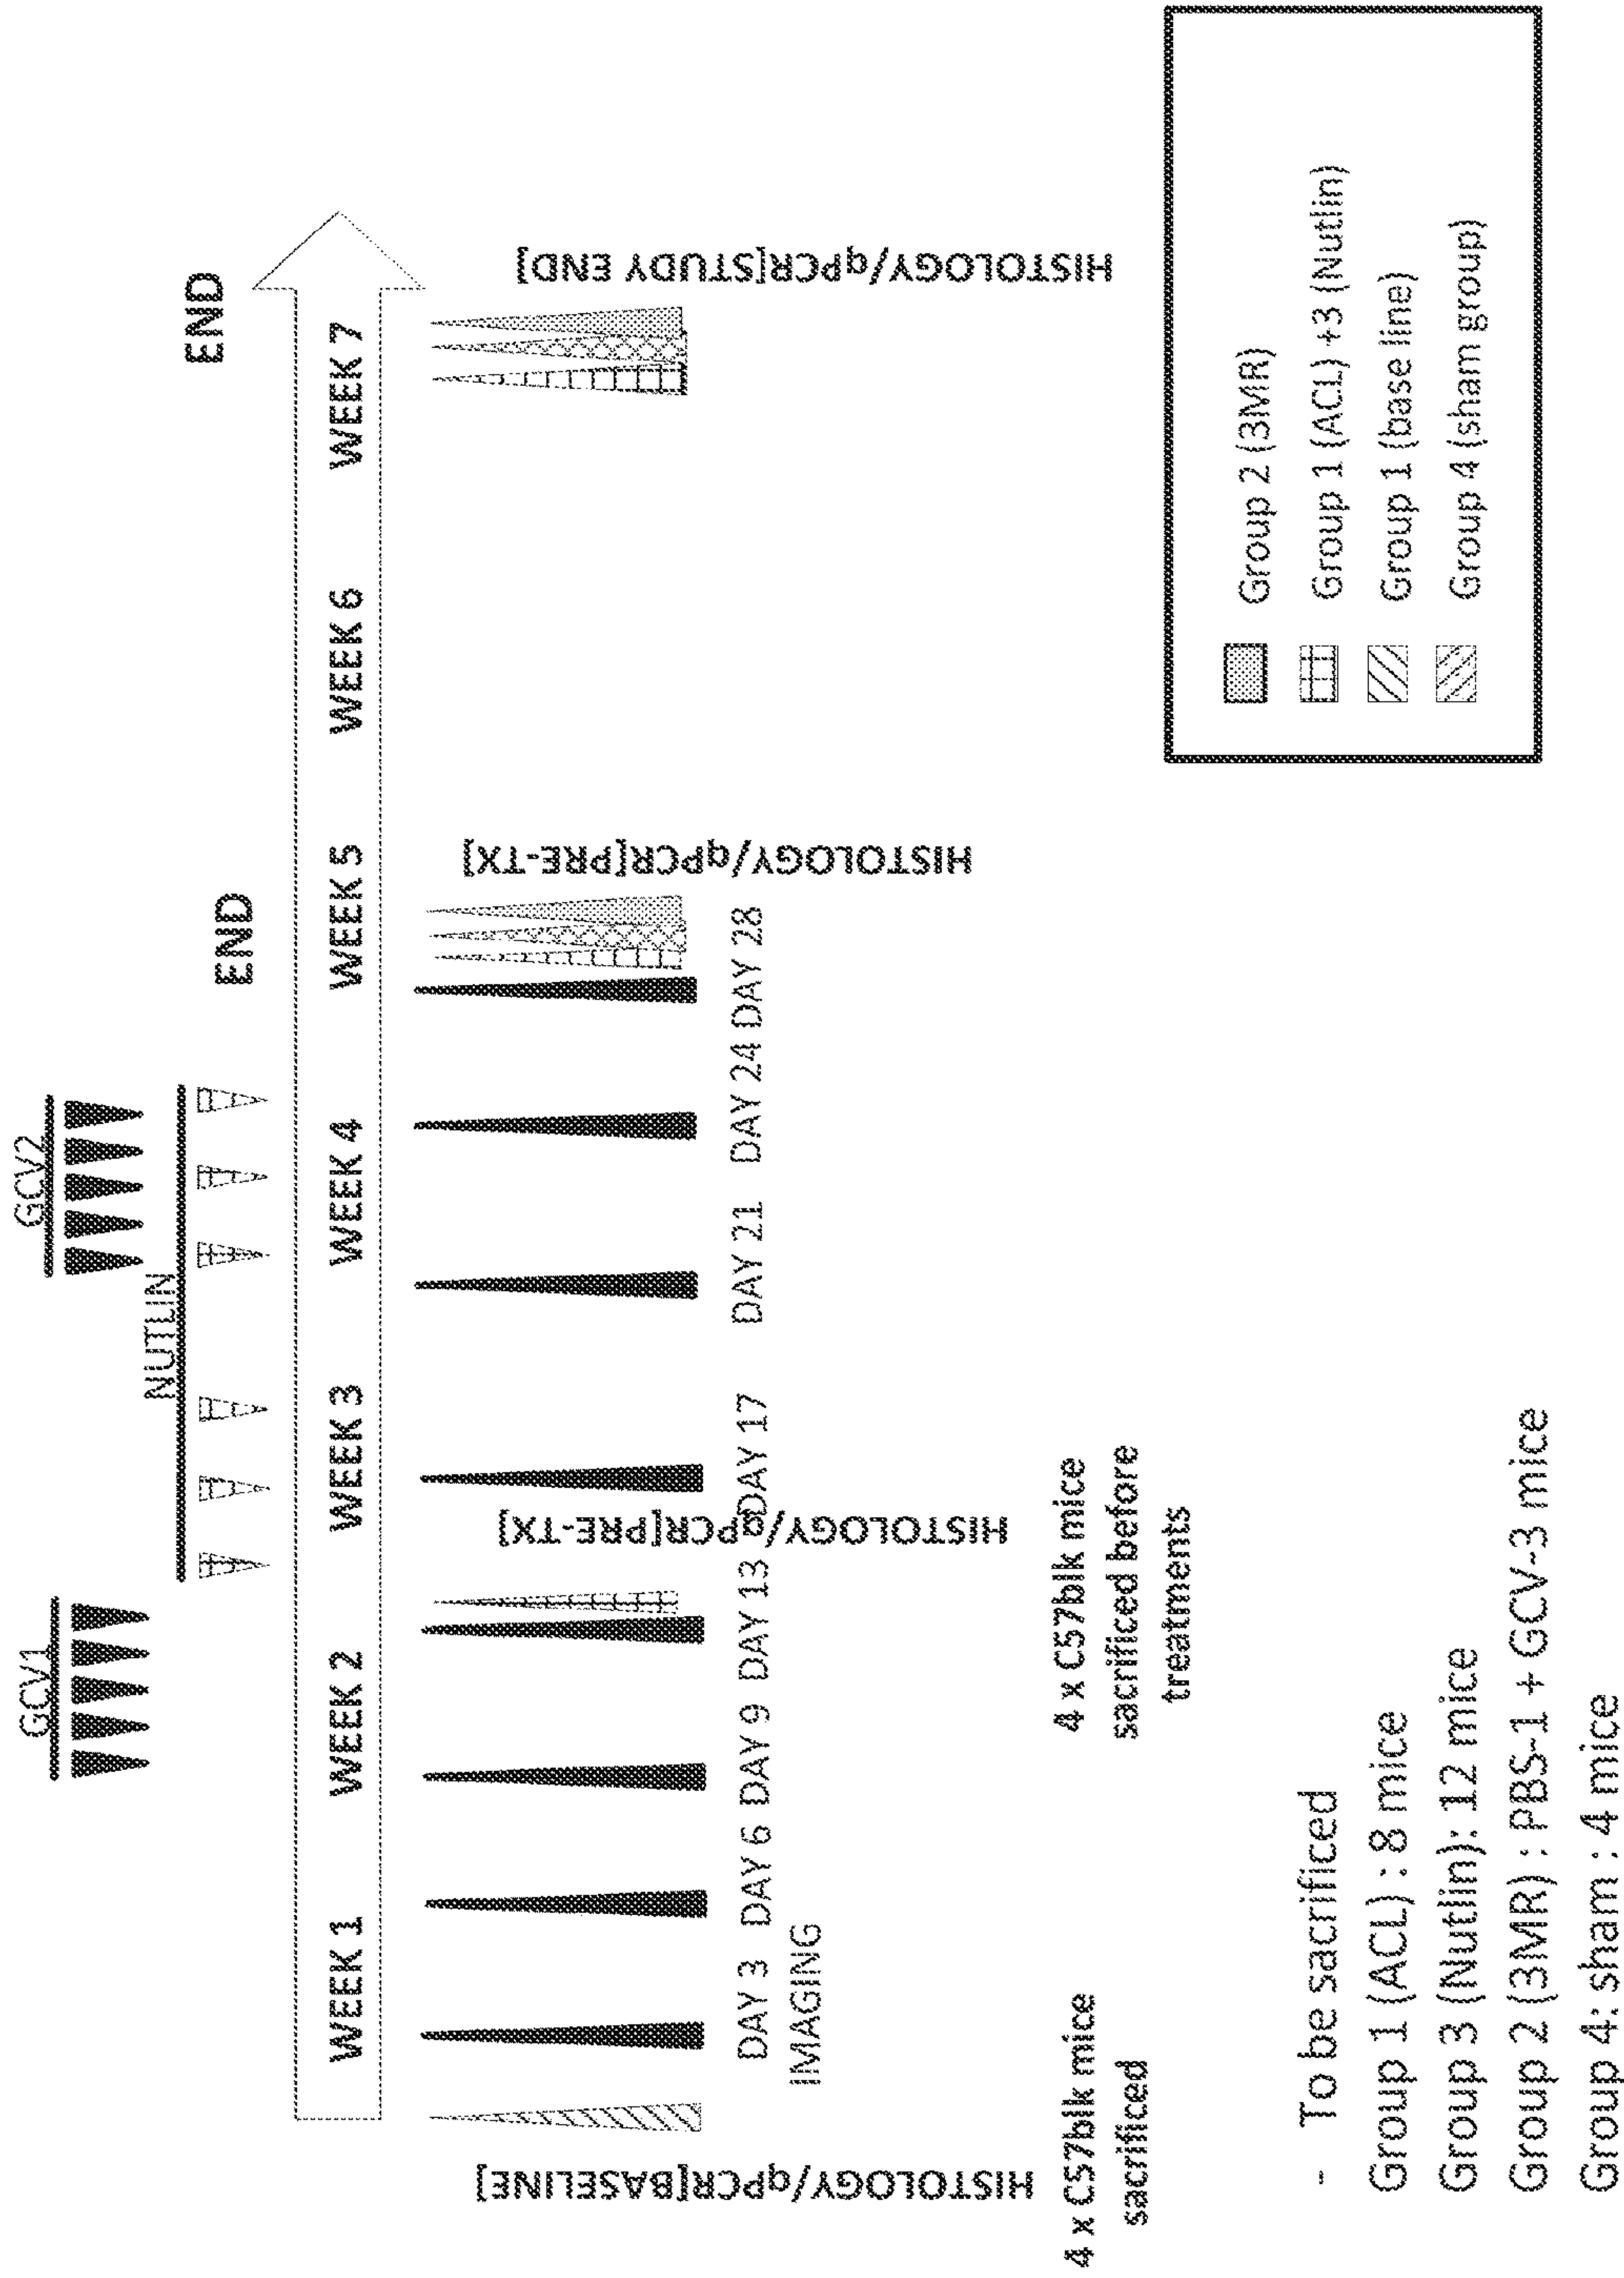 GCV1
GCV2
NUTLIN
END
END
WEEK 1
WEEK 2
WEEK 3
WEEK 4
WEEK 5
WEEK 6
WEEK 7
HISTOLOGY/qPCR[BASELINE]
HISTOLOGY/qPCR[PRE-TX]
HISTOLOGY/qPCR[PRE-TX]
HISTOLOGY/qPCR[STUDY END]
DAY 3
DAY 6
DAY 9
DAY 13
DAY 17
DAY 21
DAY 24
DAY 28
IMAGING
4 x C57blk mice
sacrificed
4 x C57blk mice
sacrificed before
treatments
- To be sacrificed
Group 1 (ACL) : 8 mice
Group 3 (Nutlin): 12 mice
Group 2 (3MR) : PBS-1 + GCV-3 mice
Group 4: sham : 4 mice
Group 2 (3MR)
Group 1 (ACL) +3 (Nutlin)
Group 1 (base line)
Group 4 (sham group)